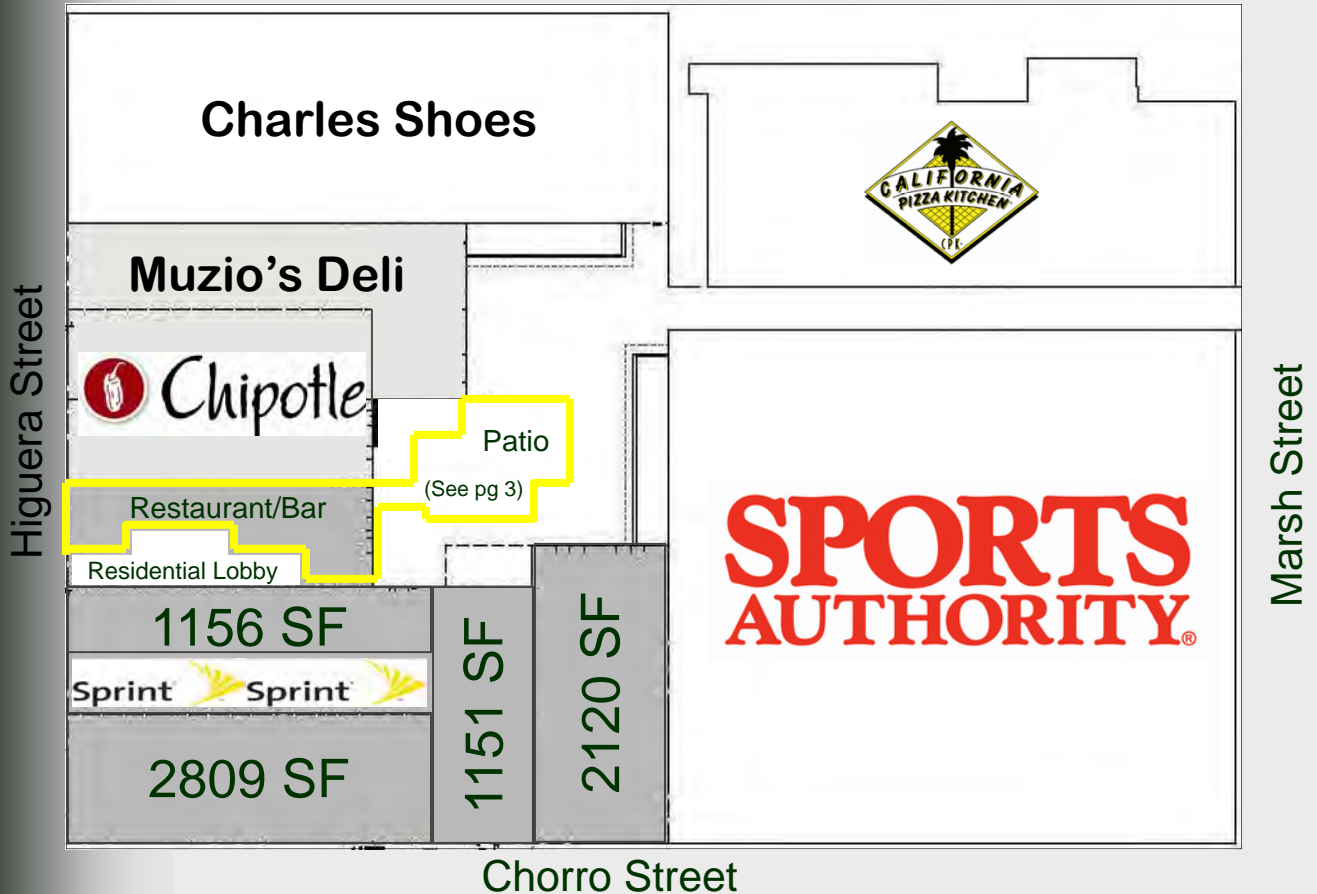 Charles Shoes
CALIFORNIA
PIZZA KITCHEN
CPK
Muzio's Deli
Higuera Street
Chipotle
Patio
(See pg 3)
Restaurant/Bar
Residential Lobby
Marsh Street
SPORTS
AUTHORITY®
1156 SF
Sprint Sprint
2809 SF
1151 SF
2120 SF
Chorro Street